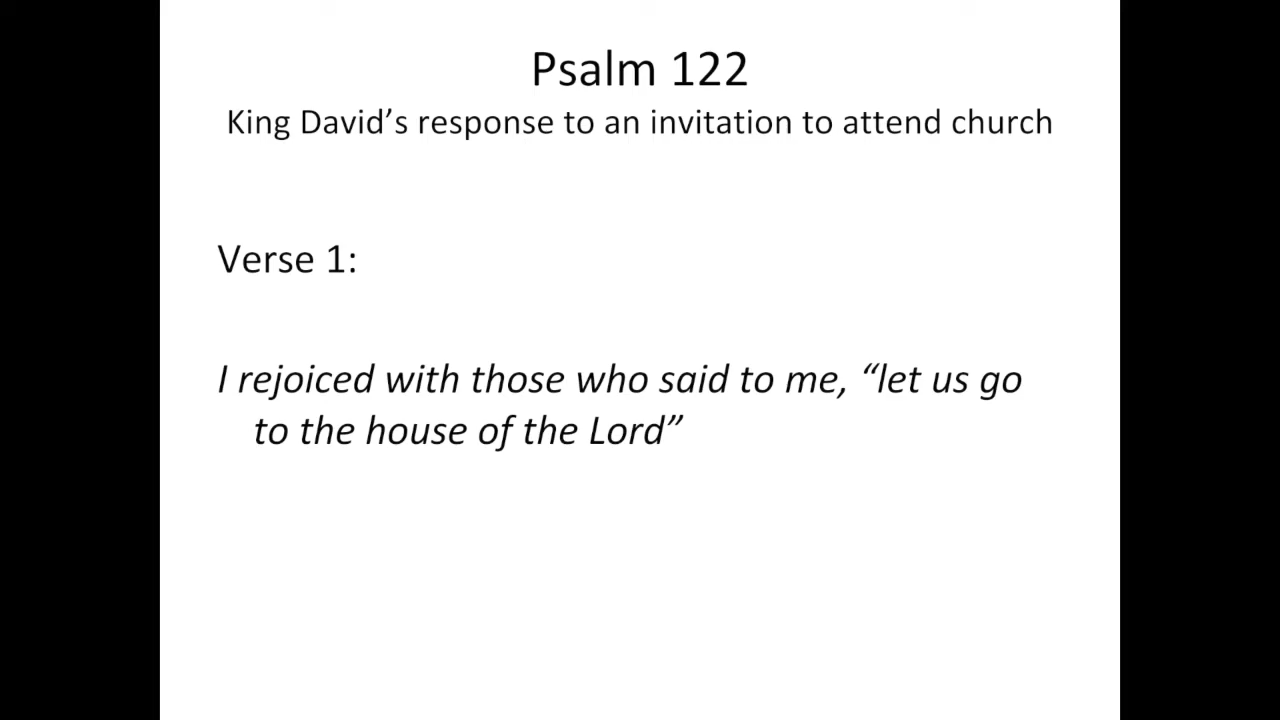 Psalm 122
King David’s response to an invitation to attend church
Verse 1:
I rejoiced with those who said to me, “let us go
to the house of the Lord”